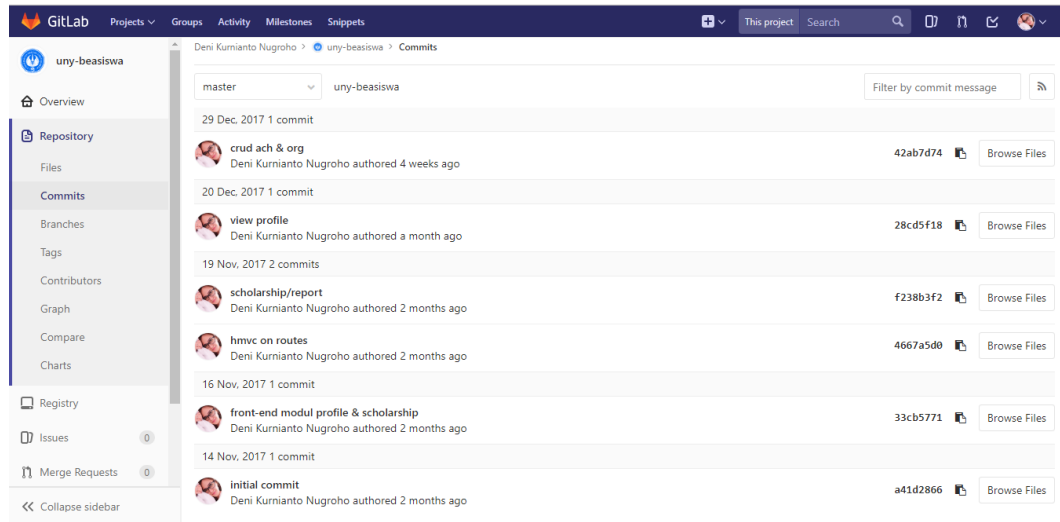 GitLab Projects Groups Activity Milestones Snippets This project Search
uny-beasiswa
Overview
Repository
Files
Commits
Branches
Tags
Contributors
Graph
Compare
Charts
Registry
Issues 0
Merge Requests 0
Collapse sidebar
Deni Kurnianto Nugroho > uny-beasiswa > Commits
master uny-beasiswa Filter by commit message
29 Dec, 2017 1 commit
crud ach & org
Deni Kurnianto Nugroho authored 4 weeks ago
42ab7d74 Browse Files
20 Dec, 2017 1 commit
view profile
Deni Kurnianto Nugroho authored a month ago
28cd5f18 Browse Files
19 Nov, 2017 2 commits
scholarship/report
Deni Kurnianto Nugroho authored 2 months ago
f238b3f2 Browse Files
hmvc on routes
Deni Kurnianto Nugroho authored 2 months ago
4667a5d0 Browse Files
16 Nov, 2017 1 commit
front-end modul profile & scholarship
Deni Kurnianto Nugroho authored 2 months ago
33cb5771 Browse Files
14 Nov, 2017 1 commit
initial commit
Deni Kurnianto Nugroho authored 2 months ago
a41d2866 Browse Files